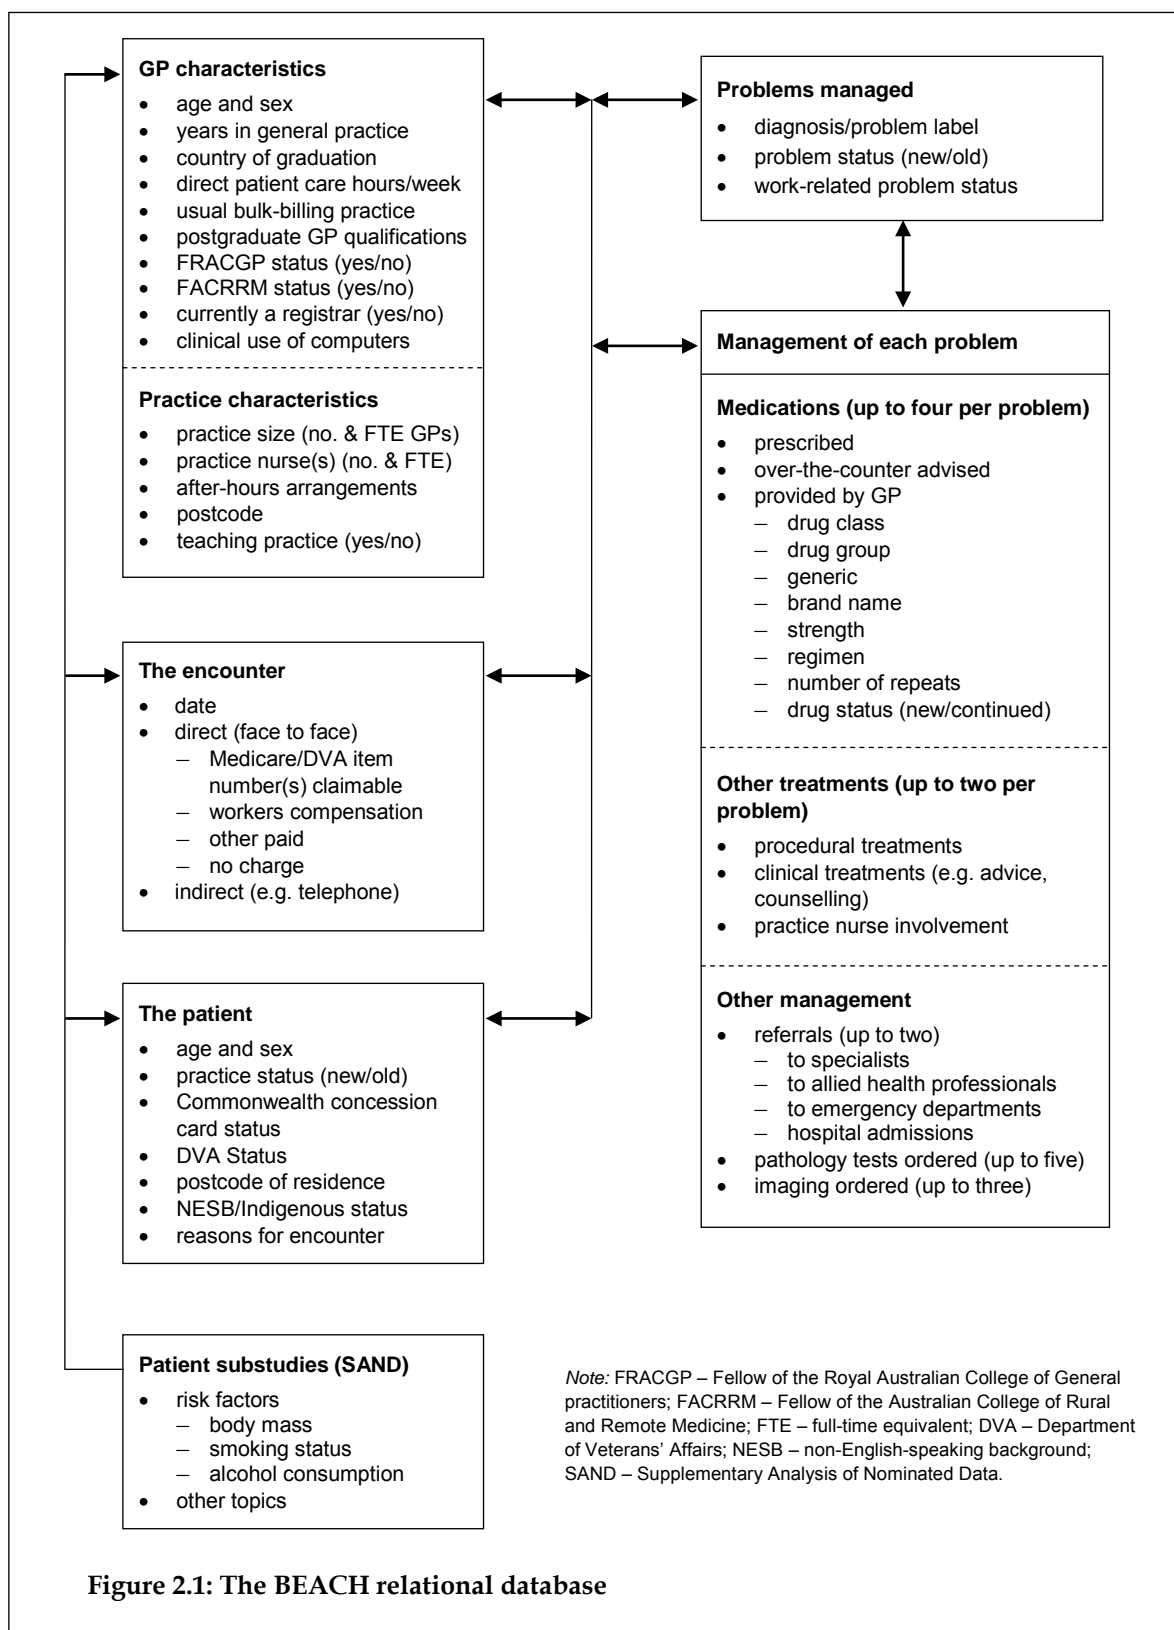 GP characteristics
• age and sex
• years in general practice
• country of graduation
• direct patient care hours/week
• usual bulk-billing practice
• postgraduate GP qualifications
• FRACGP status (yes/no)
• FACRRM status (yes/no)
• currently a registrar (yes/no)
• clinical use of computers
Practice characteristics
• practice size (no. & FTE GPs)
• practice nurse(s) (no. & FTE)
• after-hours arrangements
• postcode
• teaching practice (yes/no)
The encounter
• date
• direct (face to face)
– Medicare/DVA item
number(s) claimable
– workers compensation
– other paid
– no charge
• indirect (e.g. telephone)
The patient
• age and sex
• practice status (new/old)
• Commonwealth concession
card status
• DVA Status
• postcode of residence
• NESB/Indigenous status
• reasons for encounter
Patient substudies (SAND)
• risk factors
– body mass
– smoking status
– alcohol consumption
• other topics
Problems managed
• diagnosis/problem label
• problem status (new/old)
• work-related problem status
Management of each problem
Medications (up to four per problem)
• prescribed
• over-the-counter advised
• provided by GP
– drug class
– drug group
– generic
– brand name
– strength
– regimen
– number of repeats
– drug status (new/continued)
Other treatments (up to two per
problem)
• procedural treatments
• clinical treatments (e.g. advice,
counselling)
• practice nurse involvement
Other management
• referrals (up to two)
– to specialists
– to allied health professionals
– to emergency departments
– hospital admissions
• pathology tests ordered (up to five)
• imaging ordered (up to three)
Note: FRACGP – Fellow of the Royal Australian College of General
practitioners; FACRRM – Fellow of the Australian College of Rural
and Remote Medicine; FTE – full-time equivalent; DVA – Department
of Veterans' Affairs; NESB – non-English-speaking background;
SAND – Supplementary Analysis of Nominated Data.
Figure 2.1: The BEACH relational database